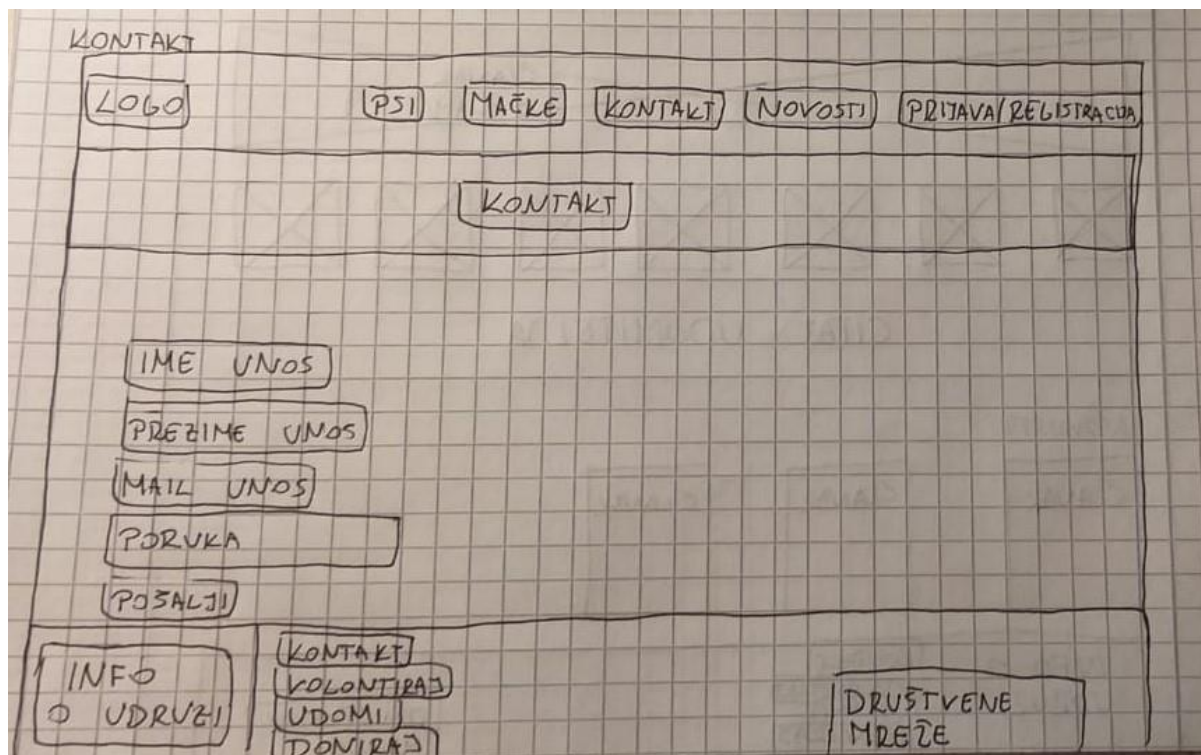 KONTAKT
LOGO PSI MAČKE KONTAKT NOVOSTI PRIJAVA/REGISTRACIJA
KONTAKT
IME UNOS
PREZIME UNOS
MAIL UNOS
PORUKA
POŠALJI
INFO
O UDRUZI
KONTAKT
VOLONTIRAJ
UDOMI
DONIRAJ
DRUŠTVENE
MREŽE